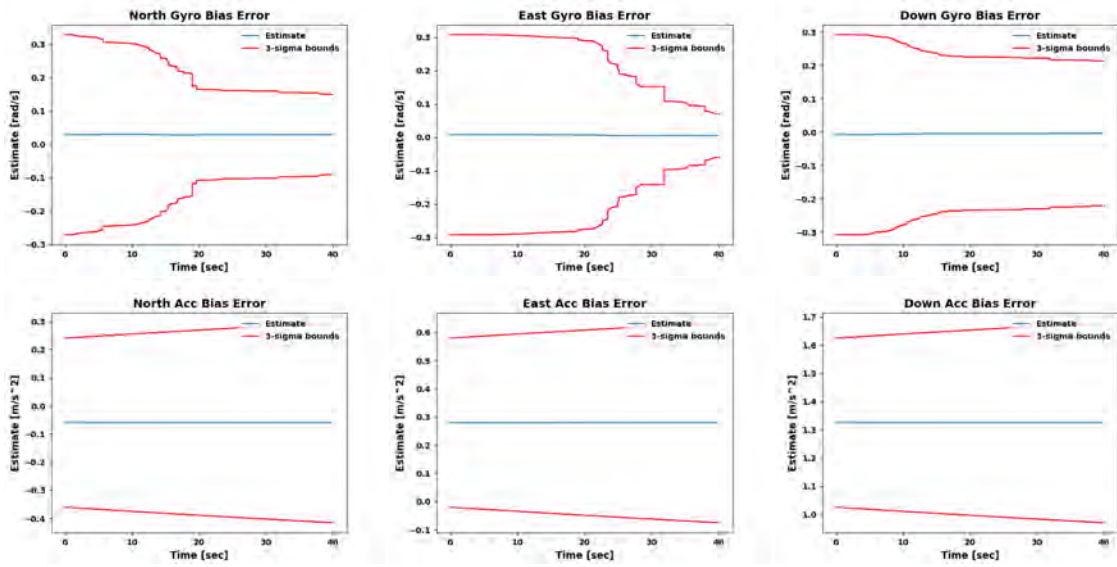 North Gyro Bias Error
East Gyro Bias Error
Down Gyro Bias Error
Estimate [rad/s]
0.3
0.2
0.1
0.0
−0.1
−0.2
−0.3
Estimate
3-sigma bounds
0
10
20
30
40
Time [sec]
Estimate [rad/s]
0.3
0.2
0.1
0.0
−0.1
−0.2
−0.3
Estimate
3-sigma bounds
0
10
20
30
40
Time [sec]
Estimate [rad/s]
0.3
0.2
0.1
0.0
−0.1
−0.2
−0.3
Estimate
3-sigma bounds
0
10
20
30
40
Time [sec]
North Acc Bias Error
East Acc Bias Error
Down Acc Bias Error
Estimate [m/s^2]
0.3
0.2
0.1
0.0
−0.1
−0.2
−0.3
−0.4
Estimate
3-sigma bounds
0
10
20
30
40
Time [sec]
Estimate [m/s^2]
0.6
0.5
0.4
0.3
0.2
0.1
0.0
−0.1
Estimate
3-sigma bounds
0
10
20
30
40
Time [sec]
Estimate [m/s^2]
1.7
1.6
1.5
1.4
1.3
1.2
1.1
1.0
Estimate
3-sigma bounds
0
10
20
30
40
Time [sec]